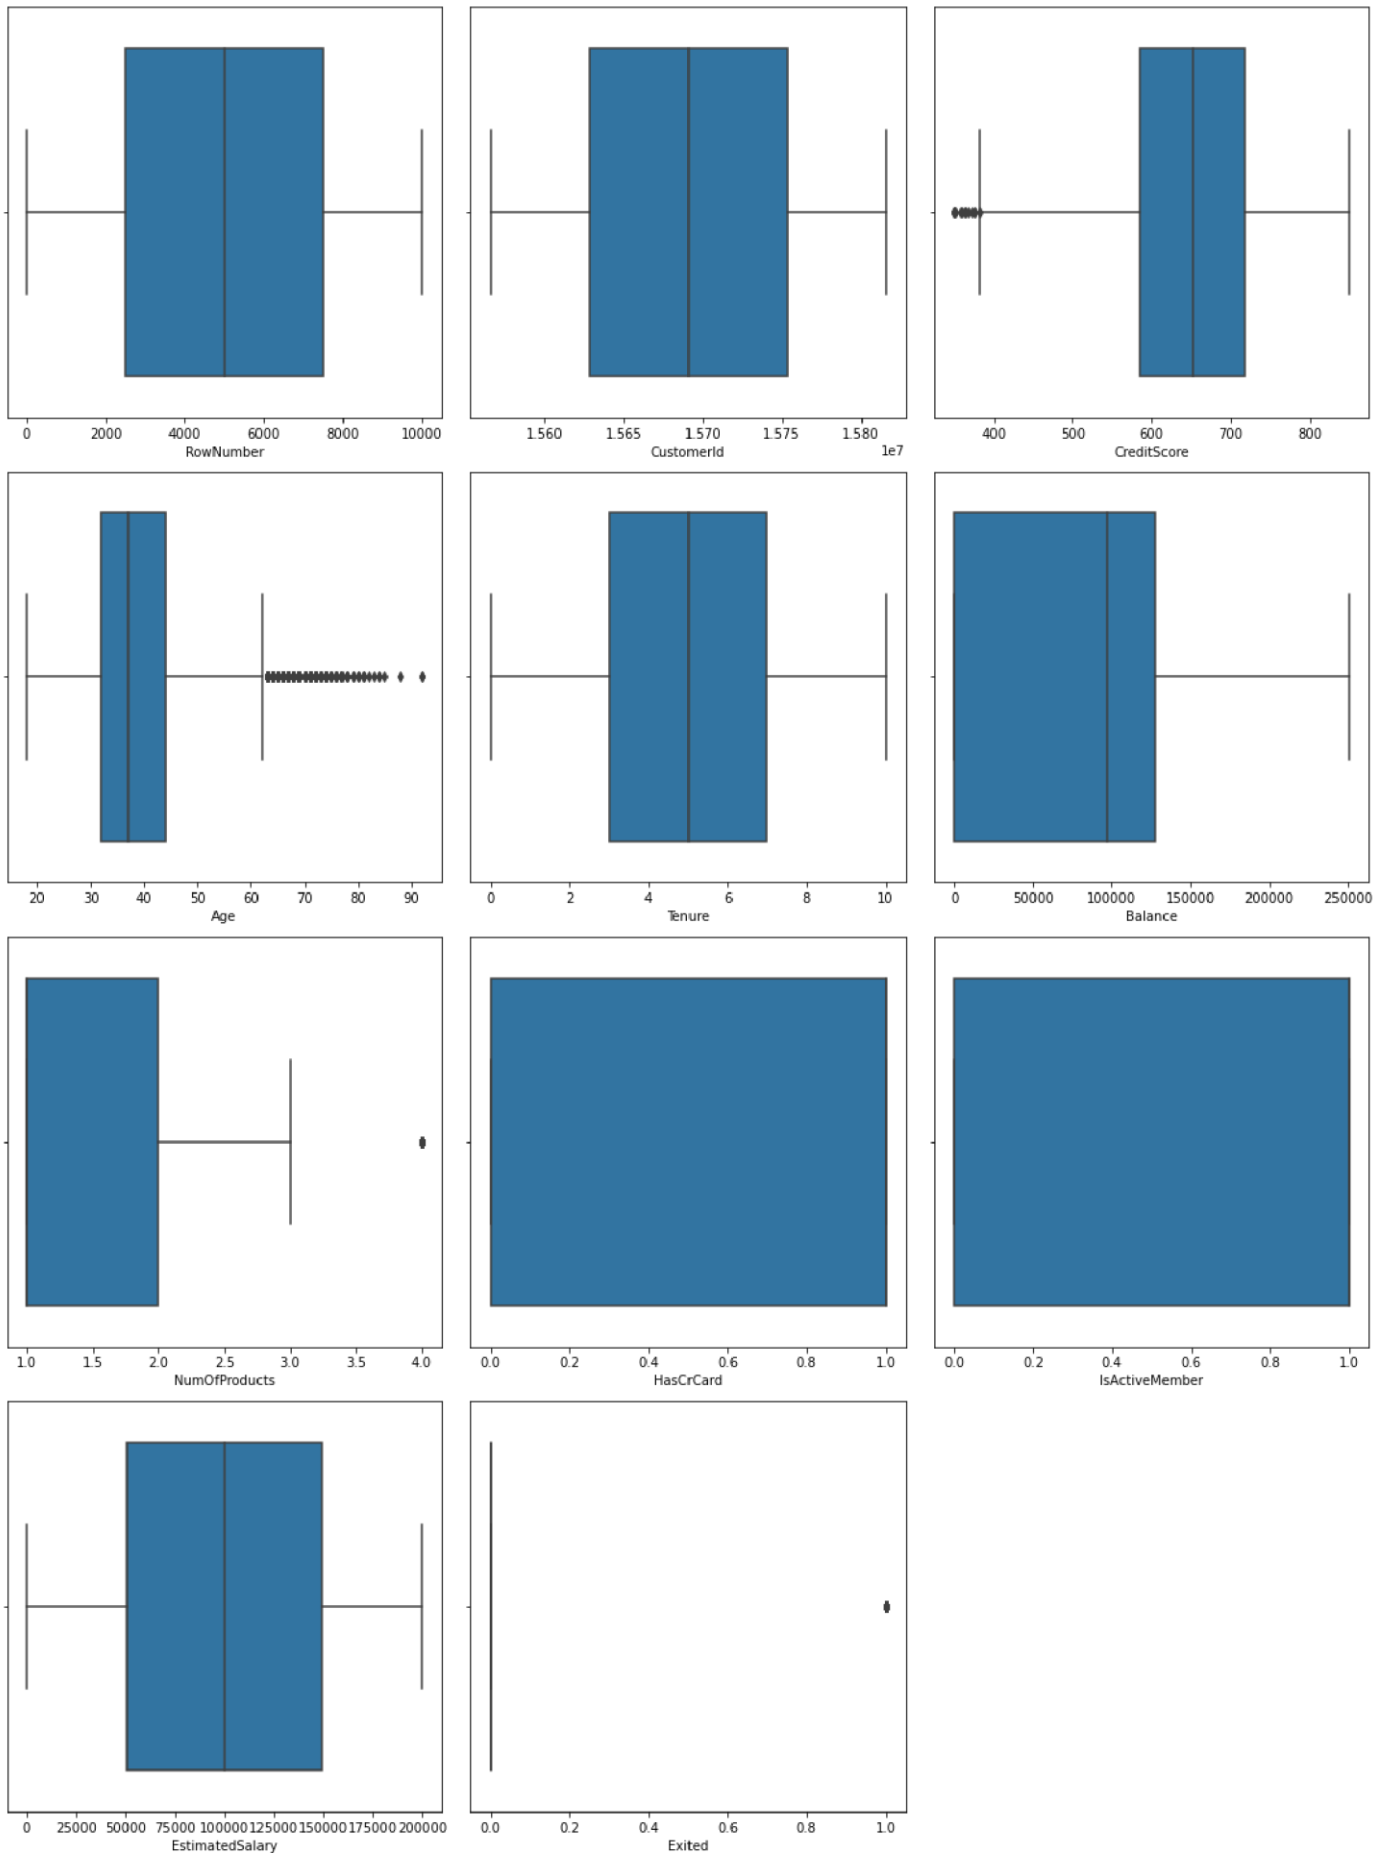 0 2000 4000 6000 8000 10000
RowNumber
1.560 1.565 1.570 1.575 1.580
1e7
CustomerId
400 500 600 700 800
CreditScore
20 30 40 50 60 70 80 90
Age
0 2 4 6 8 10
Tenure
0 50000 100000 150000 200000 250000
Balance
1.0 1.5 2.0 2.5 3.0 3.5 4.0
NumOfProducts
0.0 0.2 0.4 0.6 0.8 1.0
HasCrCard
0.0 0.2 0.4 0.6 0.8 1.0
IsActiveMember
0 25000 50000 75000 100000 125000 150000 175000 200000
EstimatedSalary
0.0 0.2 0.4 0.6 0.8 1.0
Exited